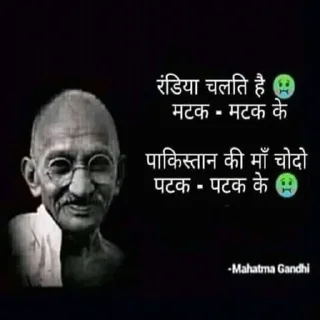 रंडिया चलति है 🤢
मटक - मटक के
पाकिस्तान की माँ चोदो
पटक - पटक के 🤢
-Mahatma Gandhi